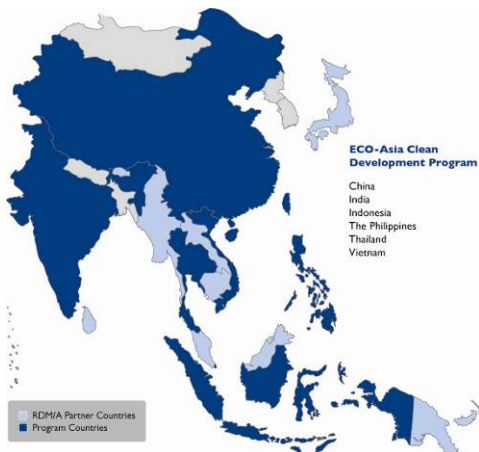 ECO-Asia Clean
Development Program
China
India
Indonesia
The Philippines
Thailand
Vietnam
RDM/A Partner Countries
Program Countries